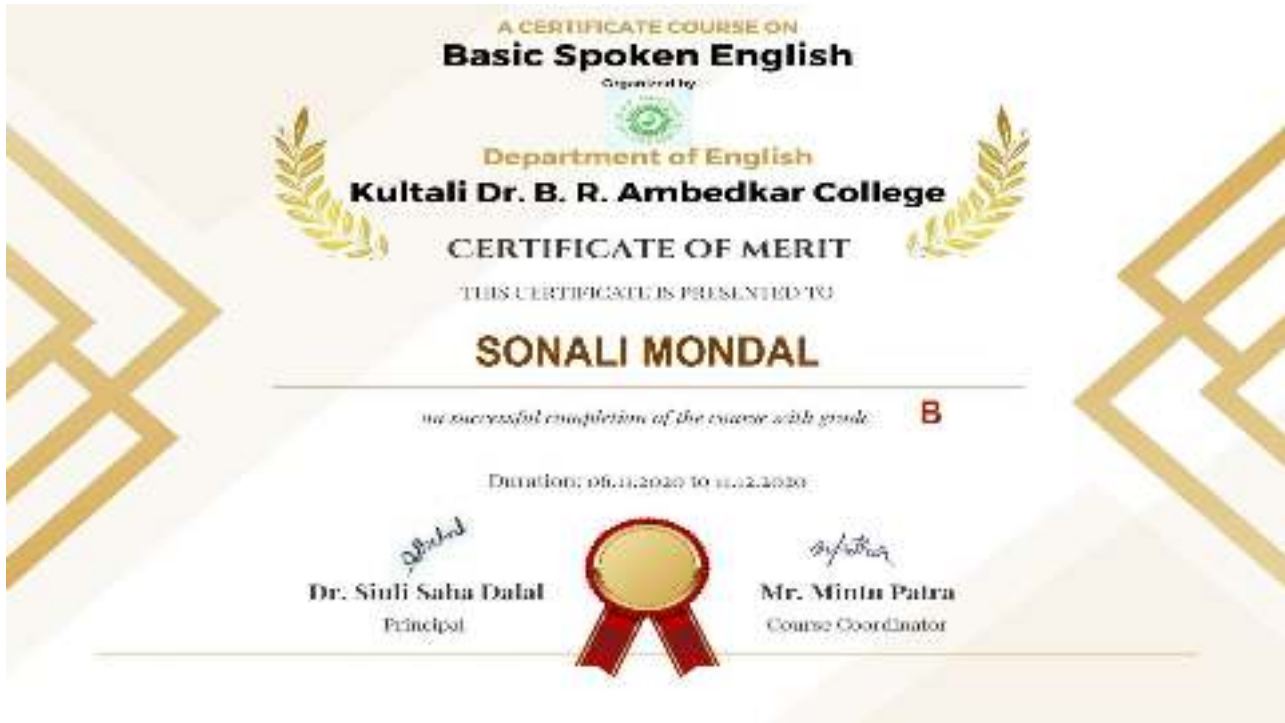 A CERTIFICATE COURSE ON
Basic Spoken English
Organized by
Department of English
Kultali Dr. B. R. Ambedkar College
CERTIFICATE OF MERIT
THIS CERTIFICATE IS PRESENTED TO
SONALI MONDAL
on successful completion of the course with grade B
Duration: 06.11.2020 to 11.12.2020
Dr. Siuli Saha Dalal
Principal
Mr. Mintu Patra
Course Coordinator